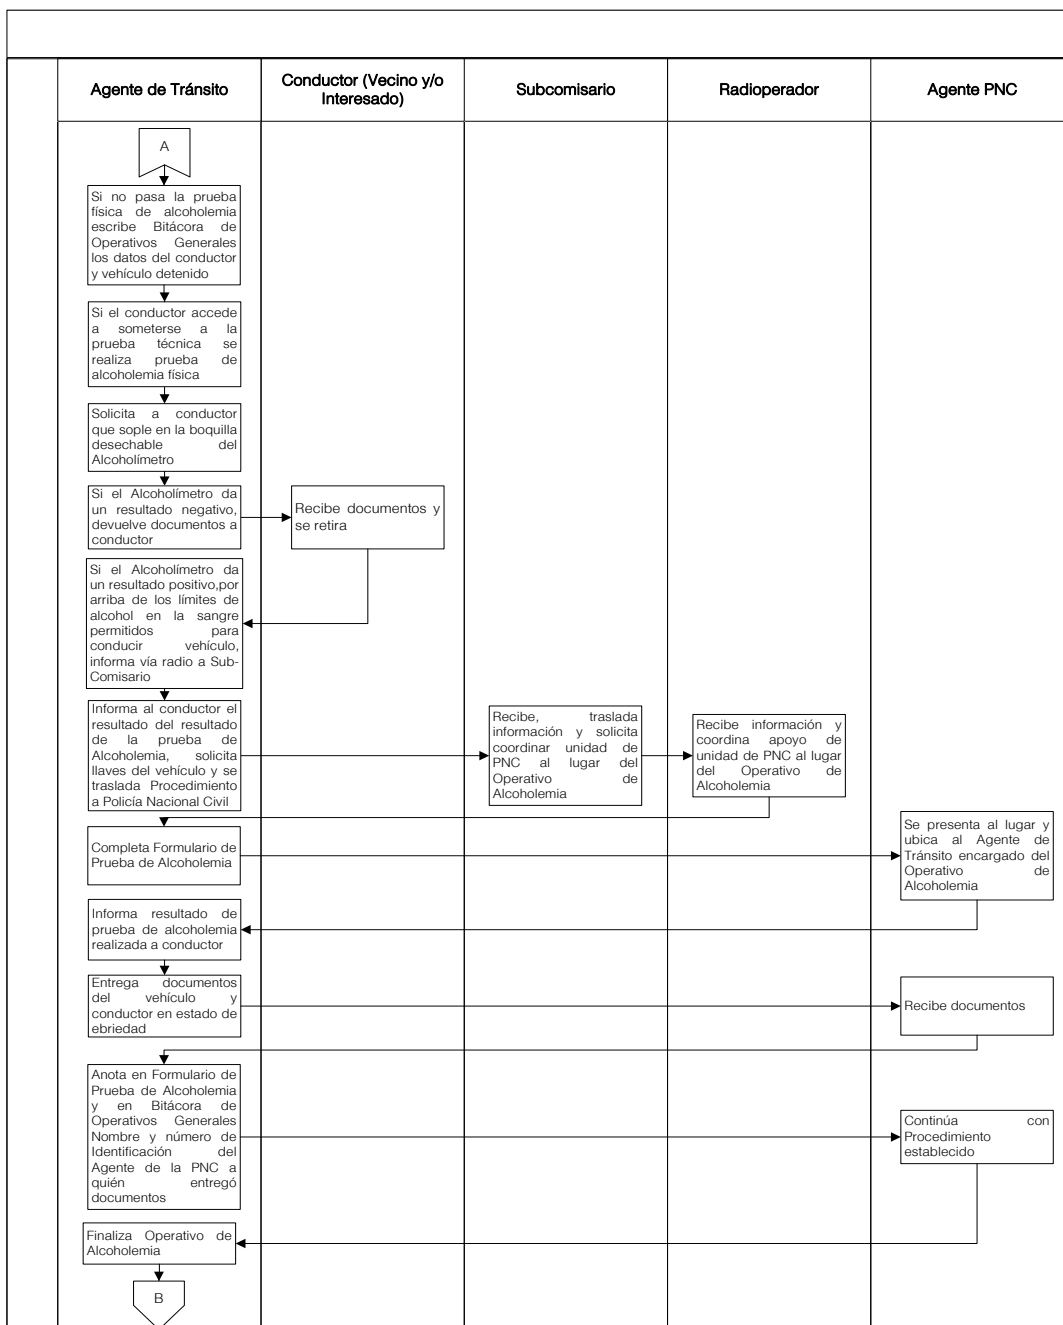 Agente de Tránsito
Conductor (Vecino y/o
Interesado)
Subcomisario
Radioperador
Agente PNC
A
Si no pasa la prueba
física de alcoholemia
escribe Bitácora de
Operativos Generales
los datos del conductor
y vehículo detenido
Si el conductor accede
a someterse a la
prueba técnica se
realiza prueba de
alcoholemia física
Solicita a conductor
que sople en la boquilla
desechable del
Alcoholímetro
Si el Alcoholímetro da
un resultado negativo,
devuelve documentos a
conductor
Recibe documentos y
se retira
Si el Alcoholímetro da
un resultado positivo,por
arriba de los límites de
alcohol en la sangre
permitidos para
conducir vehículo,
informa vía radio a Sub-
Comisario
Informa al conductor el
resultado del resultado
de la prueba de
Alcoholemia, solicita
llaves del vehículo y se
traslada Procedimiento
a Policía Nacional Civil
Recibe, traslada
información y solicita
coordinar unidad de
PNC al lugar del
Operativo de
Alcoholemia
Recibe información y
coordina apoyo de
unidad de PNC al lugar
del Operativo de
Alcoholemia
Completa Formulario de
Prueba de Alcoholemia
Se presenta al lugar y
ubica al Agente de
Tránsito encargado del
Operativo de
Alcoholemia
Informa resultado de
prueba de alcoholemia
realizada a conductor
Entrega documentos
del vehículo y
conductor en estado de
ebriedad
Recibe documentos
Anota en Formulario de
Prueba de Alcoholemia
y en Bitácora de
Operativos Generales
Nombre y número de
Identificación del
Agente de la PNC a
quién entregó
documentos
Continúa con
Procedimiento
establecido
Finaliza Operativo de
Alcoholemia
B